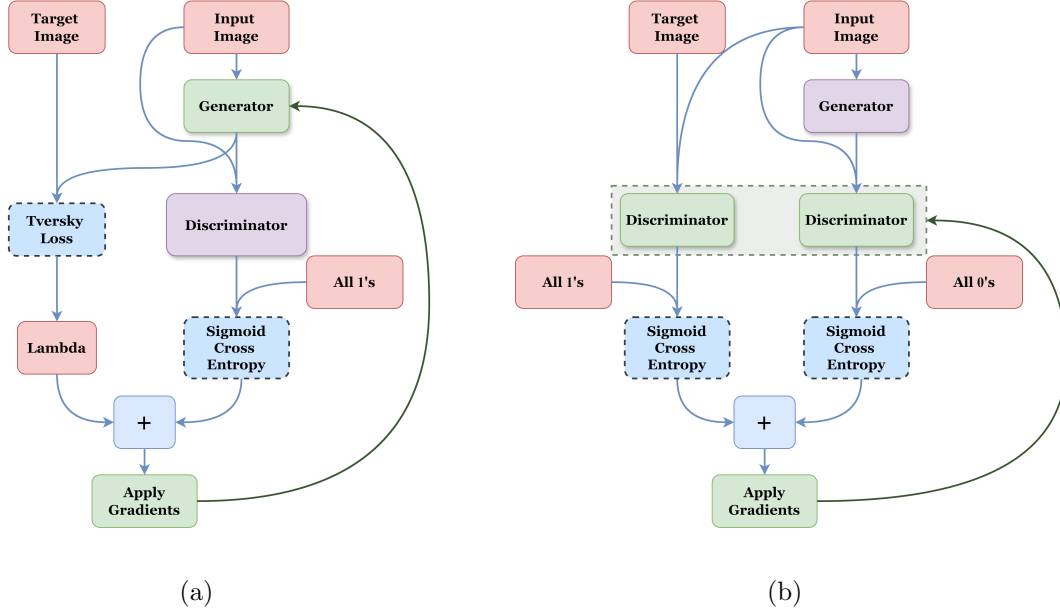 Target
Image
Input
Image
Generator
Tversky
Loss
Discriminator
All 1's
Lambda
Sigmoid
Cross
Entropy
+
Apply
Gradients
(a)
Target
Image
Input
Image
Generator
Discriminator
Discriminator
All 1's
All 0's
Sigmoid
Cross
Entropy
Sigmoid
Cross
Entropy
+
Apply
Gradients
(b)